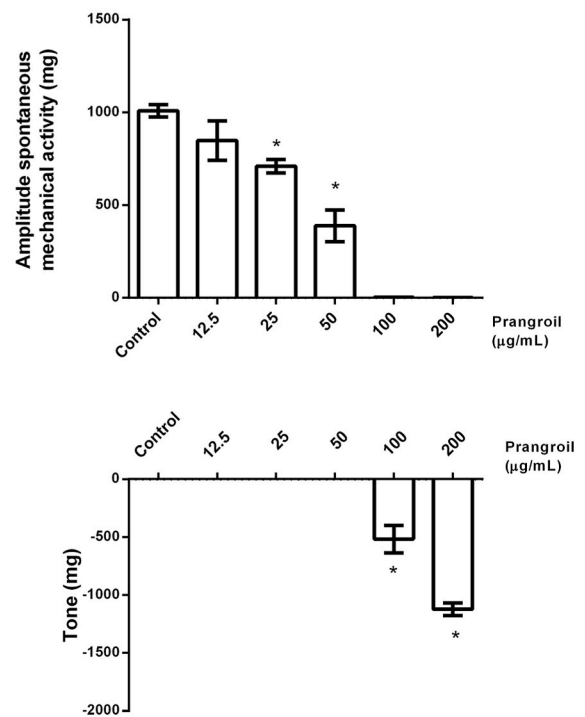 1500
Amplitude spontaneous
mechanical activity (mg)
1000
*
*
500
0
Control
12.5
25
50
100
200
Prangroil
(µg/mL)
Control
12.5
25
50
100
200
Prangroil
(µg/mL)
0
-500
Tone (mg)
*
-1000
*
-1500
-2000